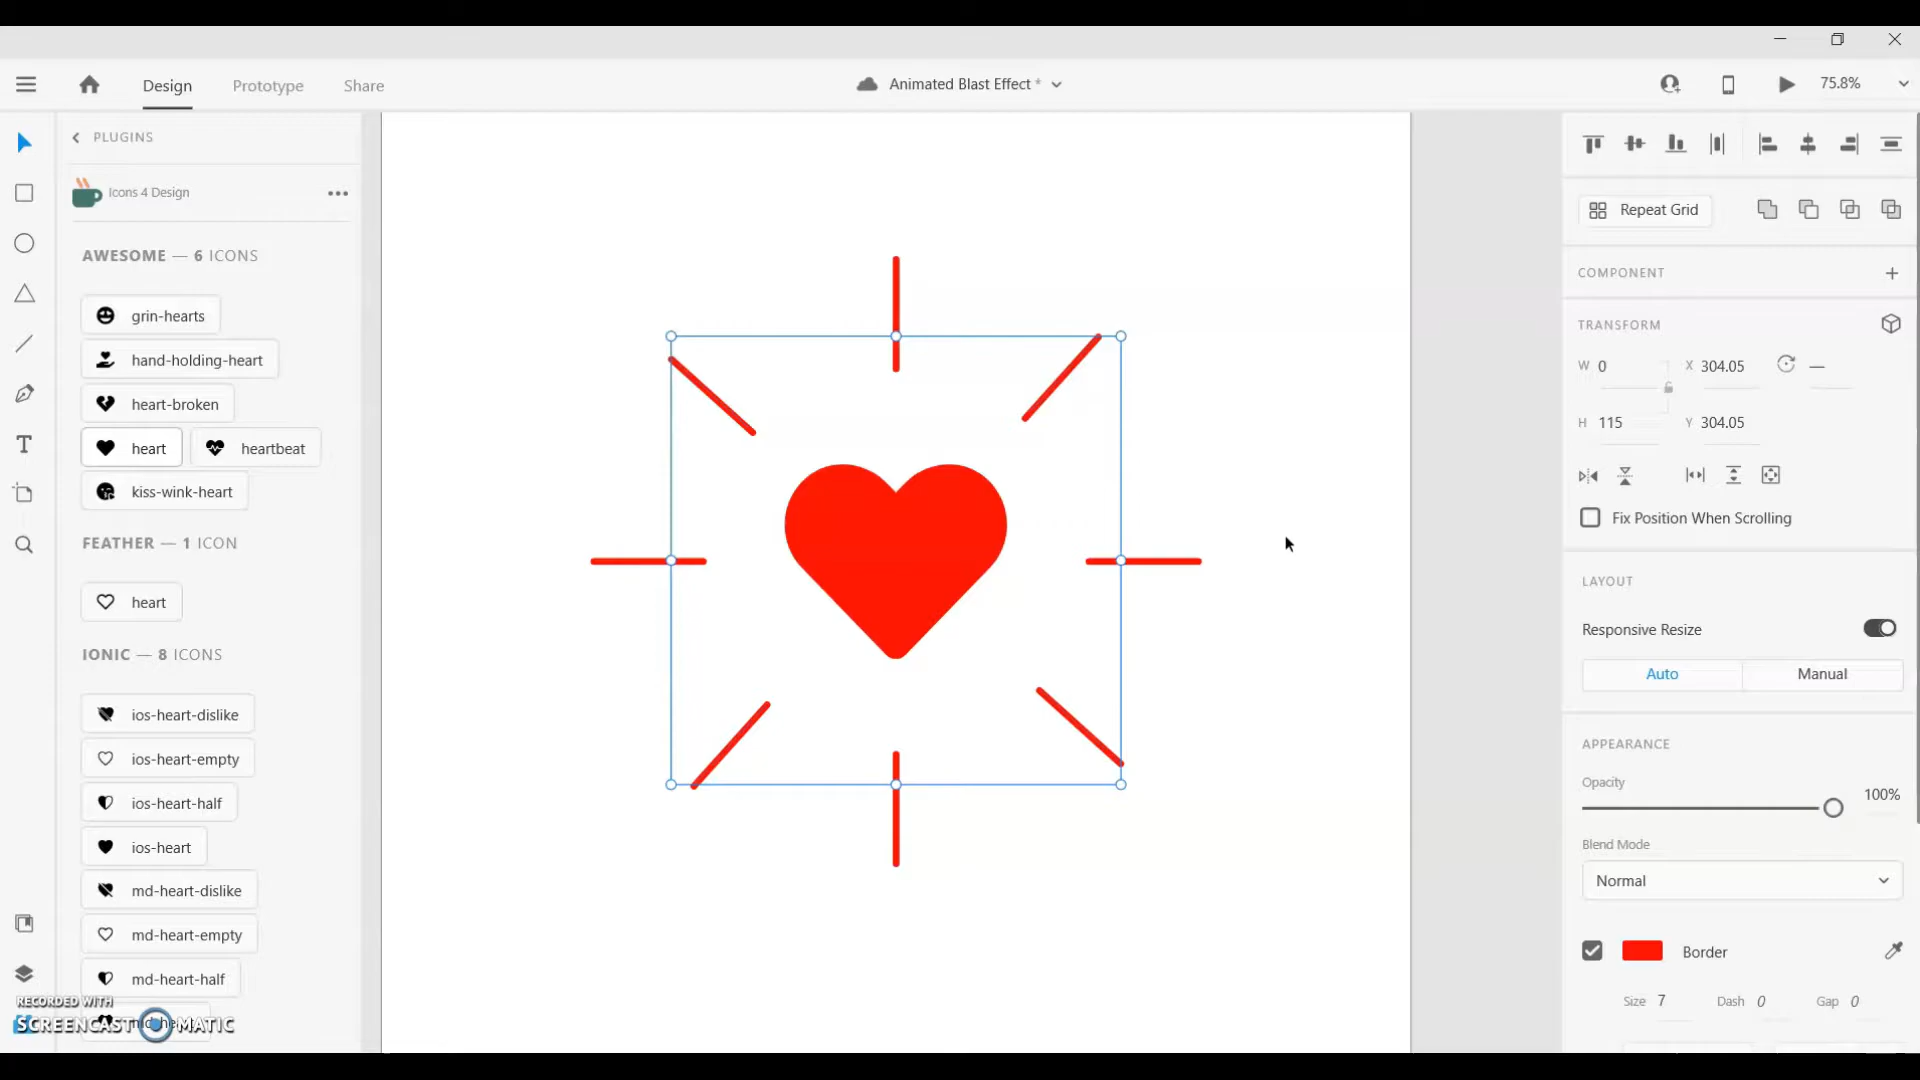 Design Prototype Share
Animated Blast Effect *
75.8%
PLUGINS
Icons 4 Design
AWESOME — 6 ICONS
grin-hearts
hand-holding-heart
heart-broken
heart heartbeat
kiss-wink-heart
FEATHER — 1 ICON
heart
IONIC — 8 ICONS
ios-heart-dislike
ios-heart-empty
ios-heart-half
ios-heart
md-heart-dislike
md-heart-empty
md-heart-half
RECORDED WITH
SCREENCAST MATIC
T
Repeat Grid
COMPONENT
TRANSFORM
W 0 X 304.05 —
H 115 Y 304.05
Fix Position When Scrolling
LAYOUT
Responsive Resize
Auto Manual
APPEARANCE
Opacity
100%
Blend Mode
Normal
Border
Size 7 Dash 0 Gap 0